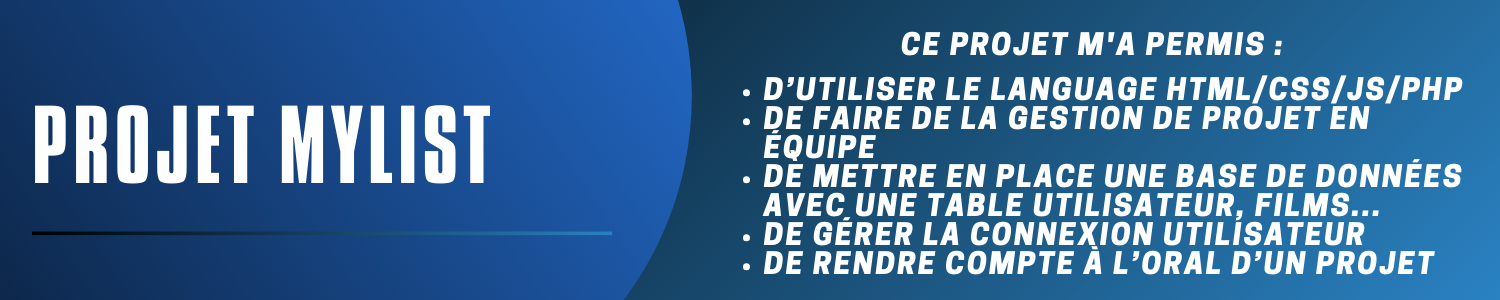 PROJET MYLIST
CE PROJET M'A PERMIS :
• D’UTILISER LE LANGUAGE HTML/CSS/JS/PHP
• DE FAIRE DE LA GESTION DE PROJET EN
ÉQUIPE
• DE METTRE EN PLACE UNE BASE DE DONNÉES
AVEC UNE TABLE UTILISATEUR, FILMS...
• DE GÉRER LA CONNEXION UTILISATEUR
• DE RENDRE COMPTE À L’ORAL D’UN PROJET